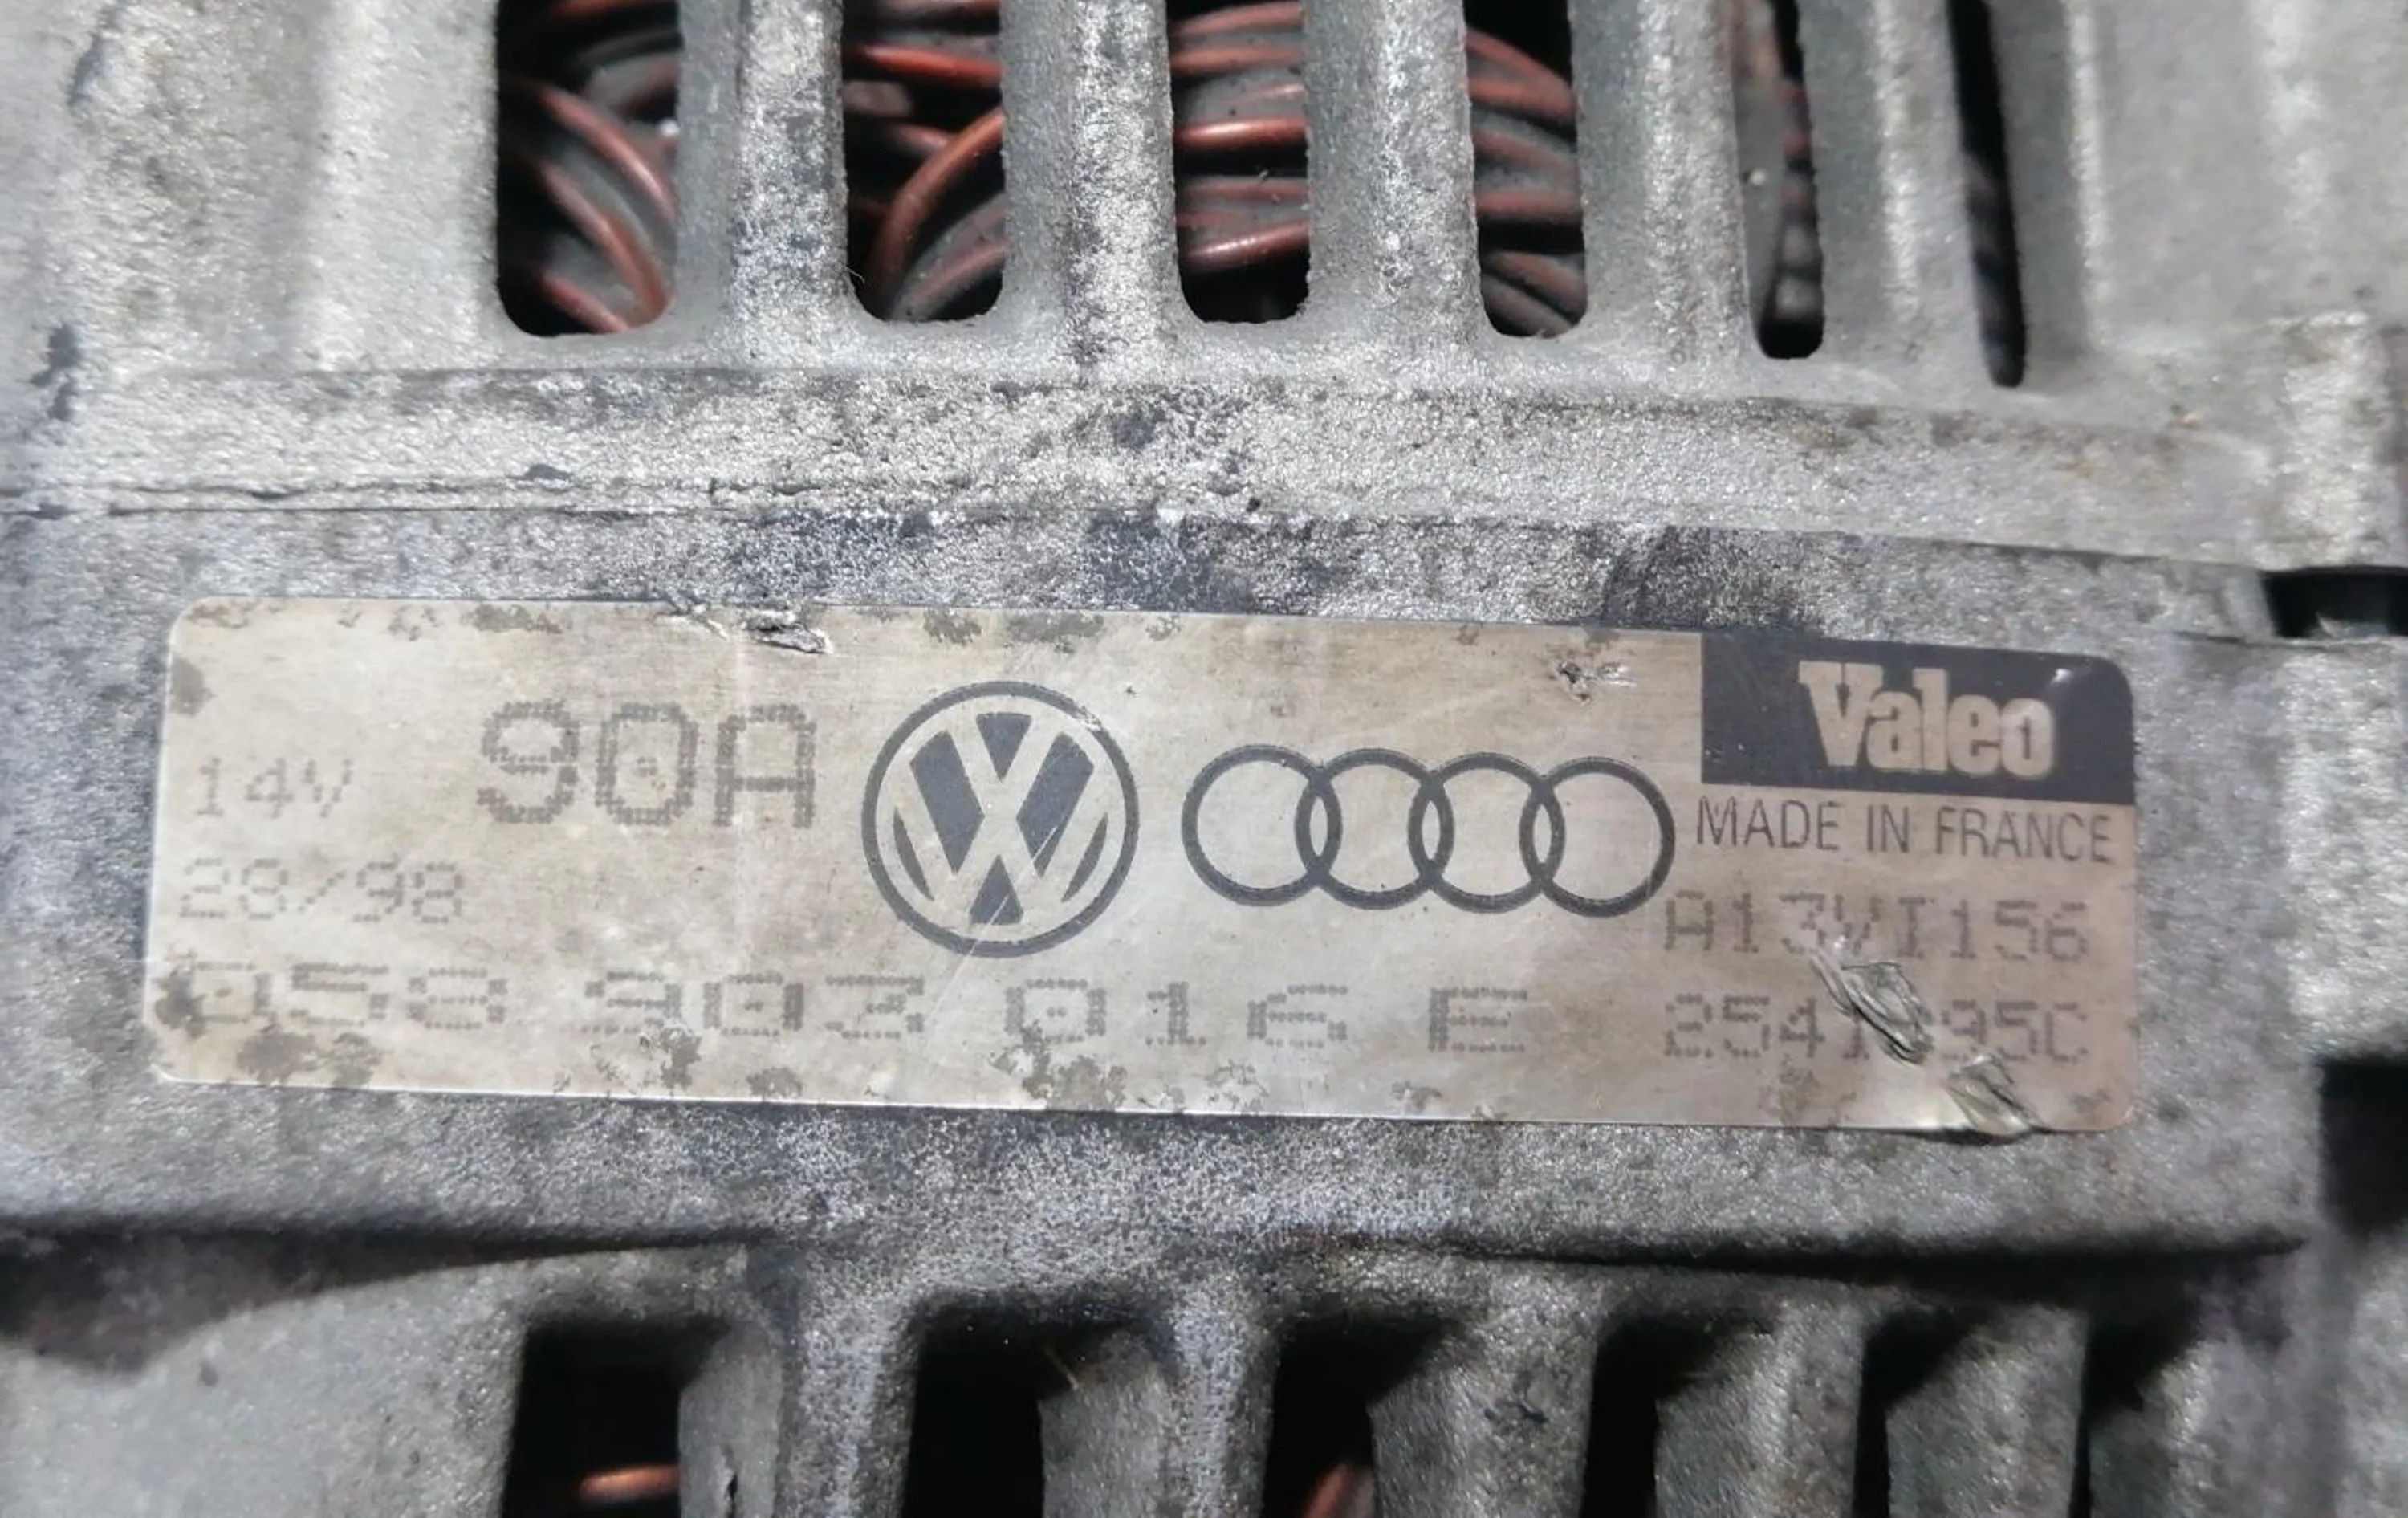 Valeo
14V 90A
MADE IN FRANCE
28/98
A13VI156
058 903 016 E